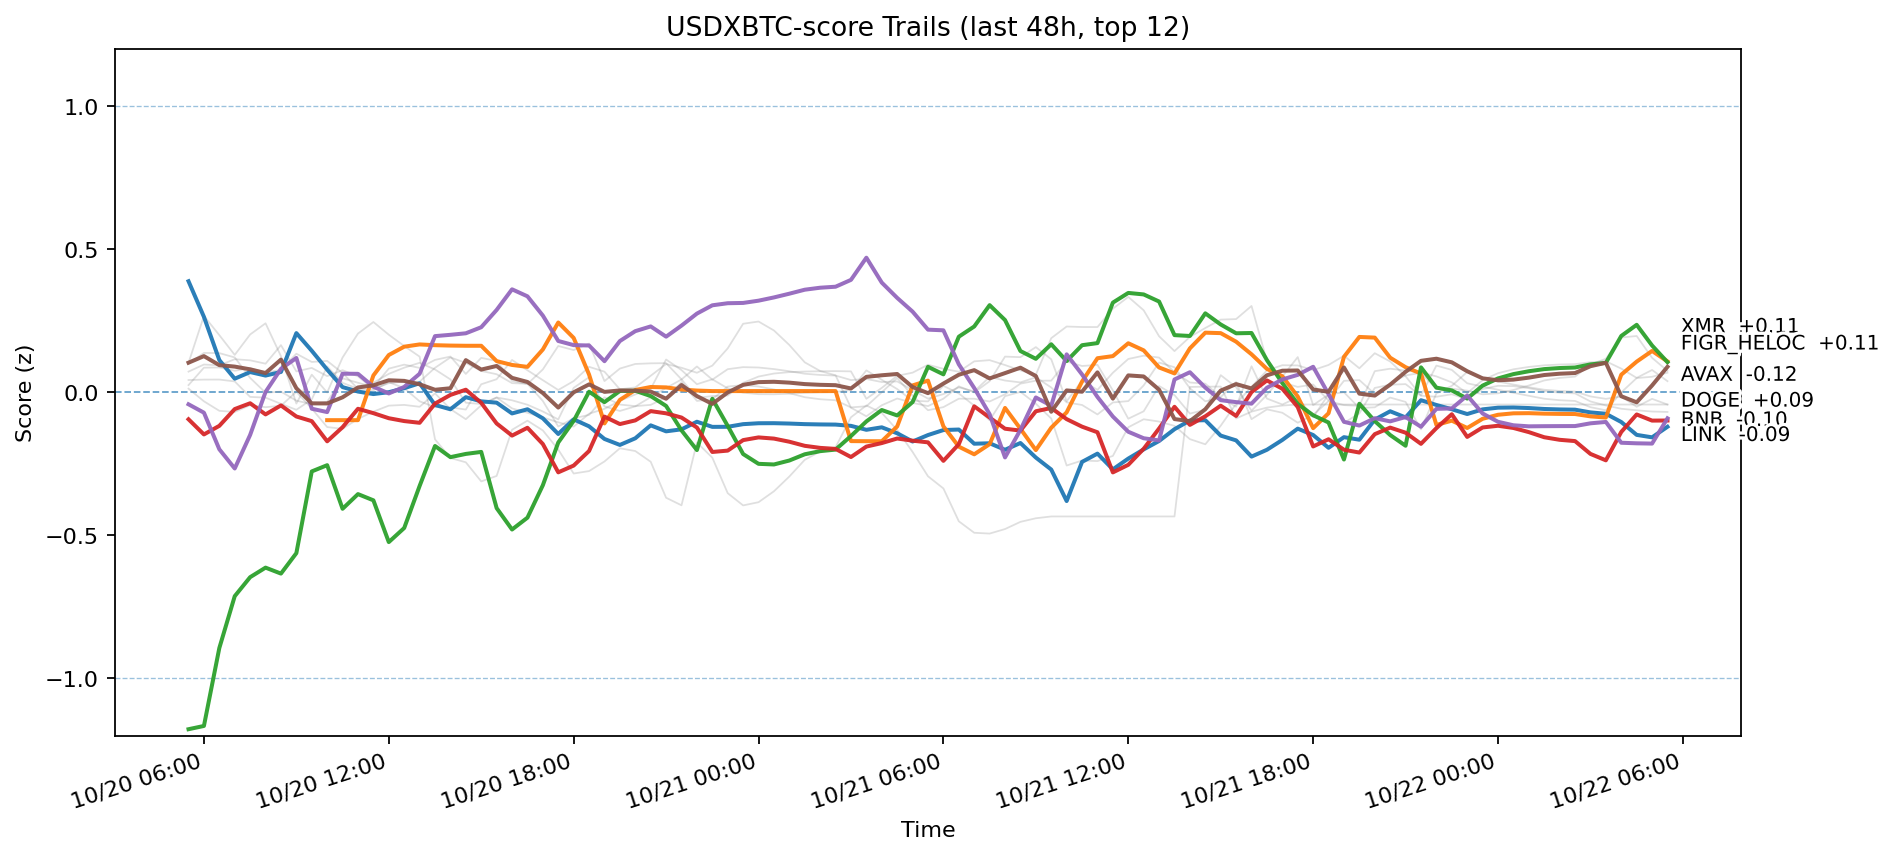 USDXBTC-score Trails (last 48h, top 12)
Score (z)
1.0
0.5
0.0
−0.5
−1.0
XMR +0.11
FIGR_HELOC +0.11
AVAX -0.12
DOGE +0.09
BNB -0.10
LINK -0.09
10/20 06:00
10/20 12:00
10/20 18:00
10/21 00:00
10/21 06:00
10/21 12:00
10/21 18:00
10/22 00:00
10/22 06:00
Time